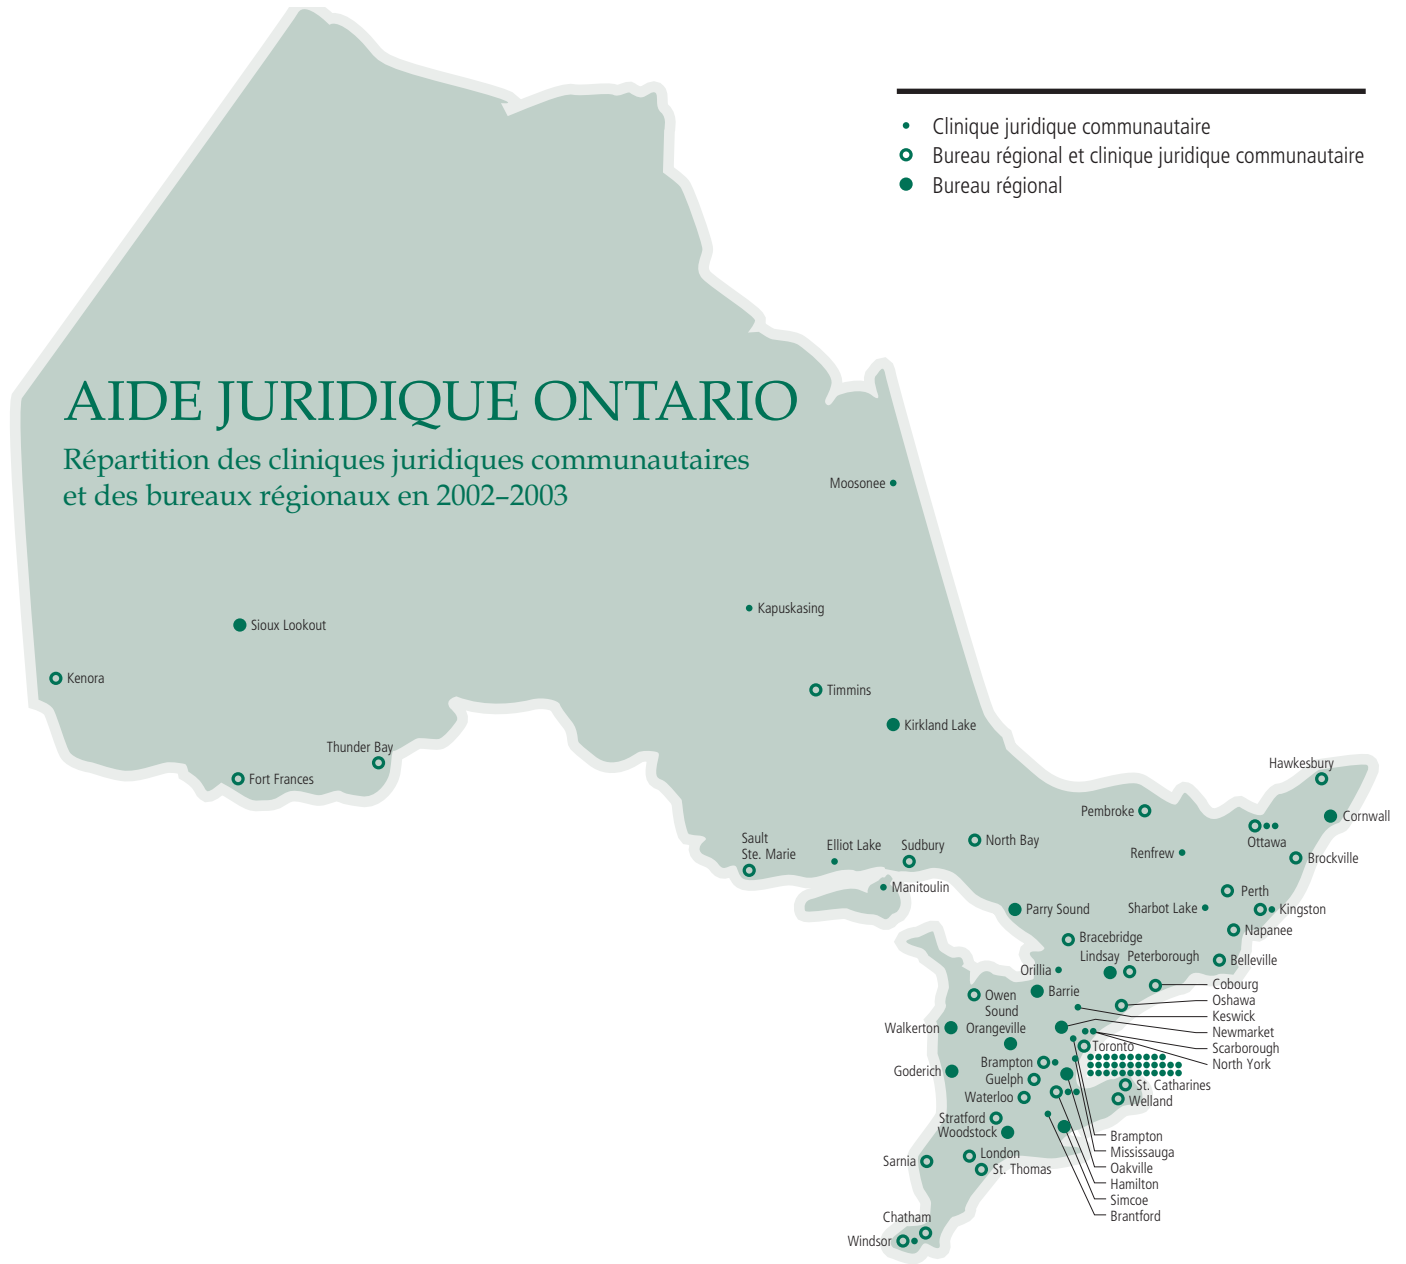 Clinique juridique communautaire
Bureau régional et clinique juridique communautaire
Bureau régional
AIDE JURIDIQUE ONTARIO
Répartition des cliniques juridiques communautaires
et des bureaux régionaux en 2002–2003
Moosonee
Kapuskasing
Sioux Lookout
Kenora
Timmins
Kirkland Lake
Thunder Bay
Fort Frances
Hawkesbury
Pembroke
Cornwall
Sault
Ste. Marie
Elliot Lake
Sudbury
North Bay
Ottawa
Renfrew
Brockville
Manitoulin
Perth
Parry Sound
Sharbot Lake
Kingston
Napanee
Bracebridge
Lindsay
Peterborough
Belleville
Orillia
Cobourg
Barrie
Owen
Sound
Oshawa
Keswick
Walkerton
Orangeville
Newmarket
Toronto
Scarborough
North York
Brampton
Goderich
Guelph
St. Catharines
Waterloo
Welland
Stratford
Woodstock
Brampton
London
Mississauga
Sarnia
St. Thomas
Oakville
Hamilton
Simcoe
Brantford
Chatham
Windsor